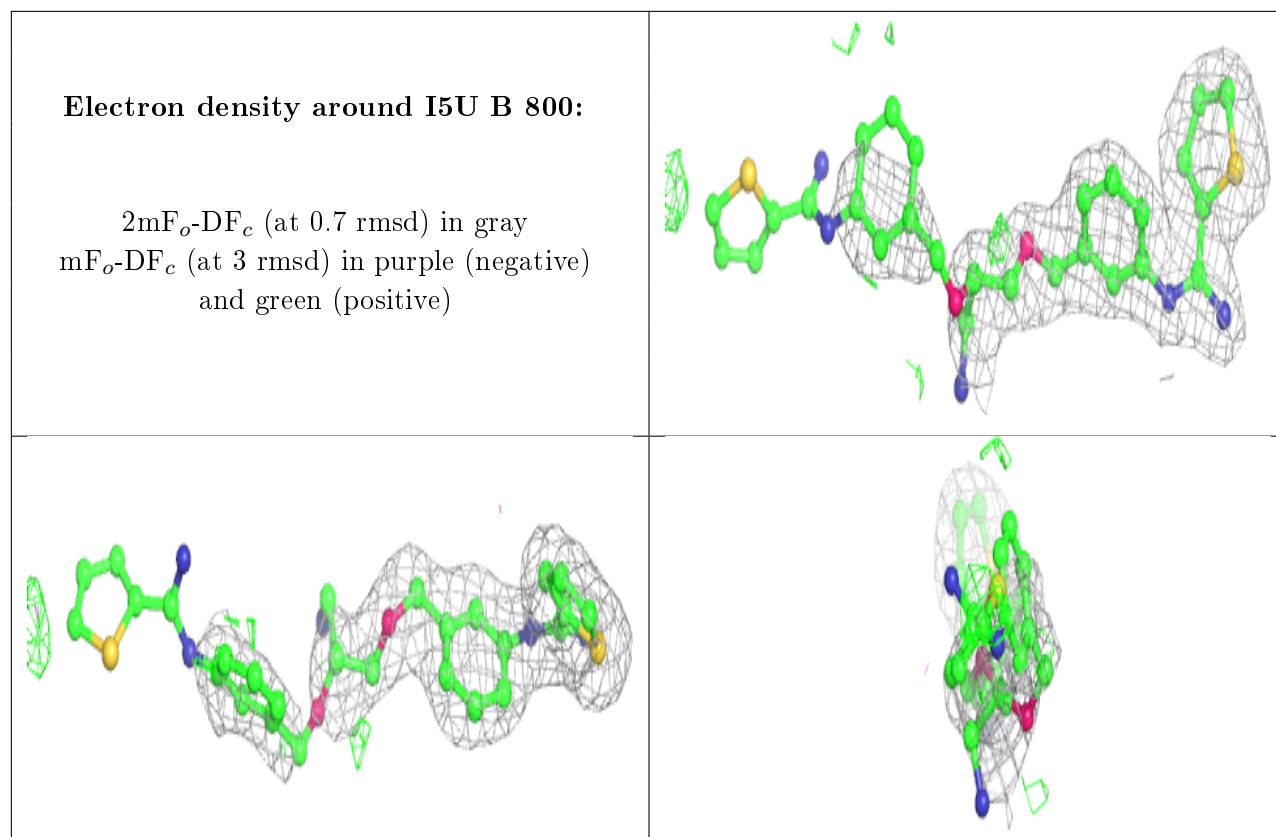 Electron density around I5U B 800:
2mFo-DFc (at 0.7 rmsd) in gray
mFo-DFc (at 3 rmsd) in purple (negative)
and green (positive)